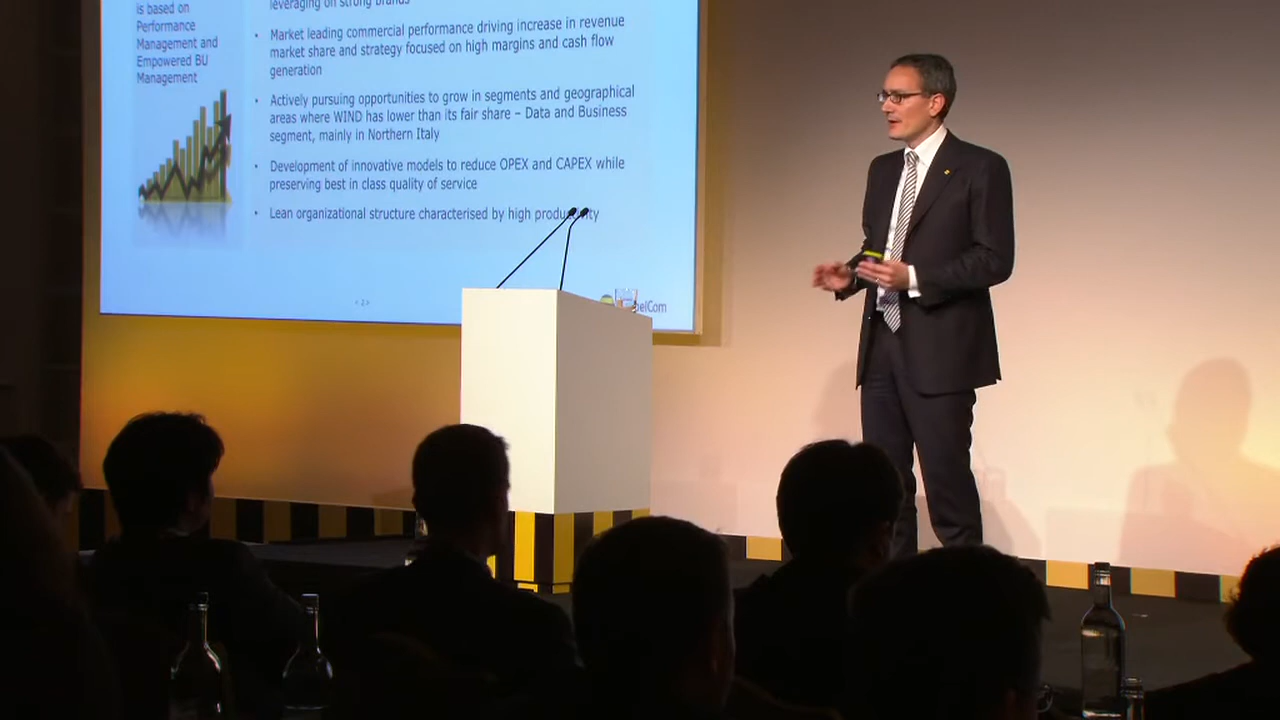 is based on
Performance
Management and
Empowered BU
Management
leveraging on strong brands
• Market leading commercial performance driving increase in revenue
market share and strategy focused on high margins and cash flow
generation
• Actively pursuing opportunities to grow in segments and geographical
areas where WIND has lower than its fair share – Data and Business
segment, mainly in Northern Italy
• Development of innovative models to reduce OPEX and CAPEX while
preserving best in class quality of service
• Lean organizational structure characterised by high productivity
‹ 2 ›
pelCom